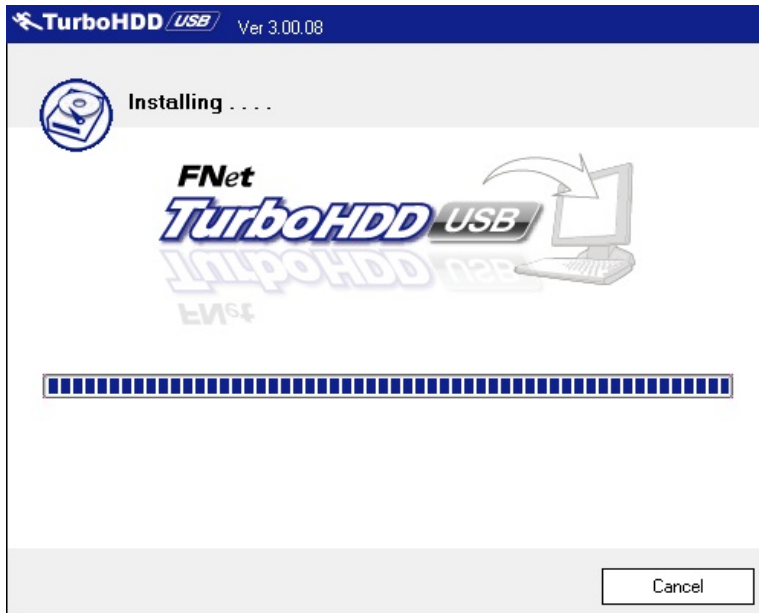 TurboHDD USB Ver 3.00.08
Installing . . . .
FNet
TurboHDD USB
Cancel